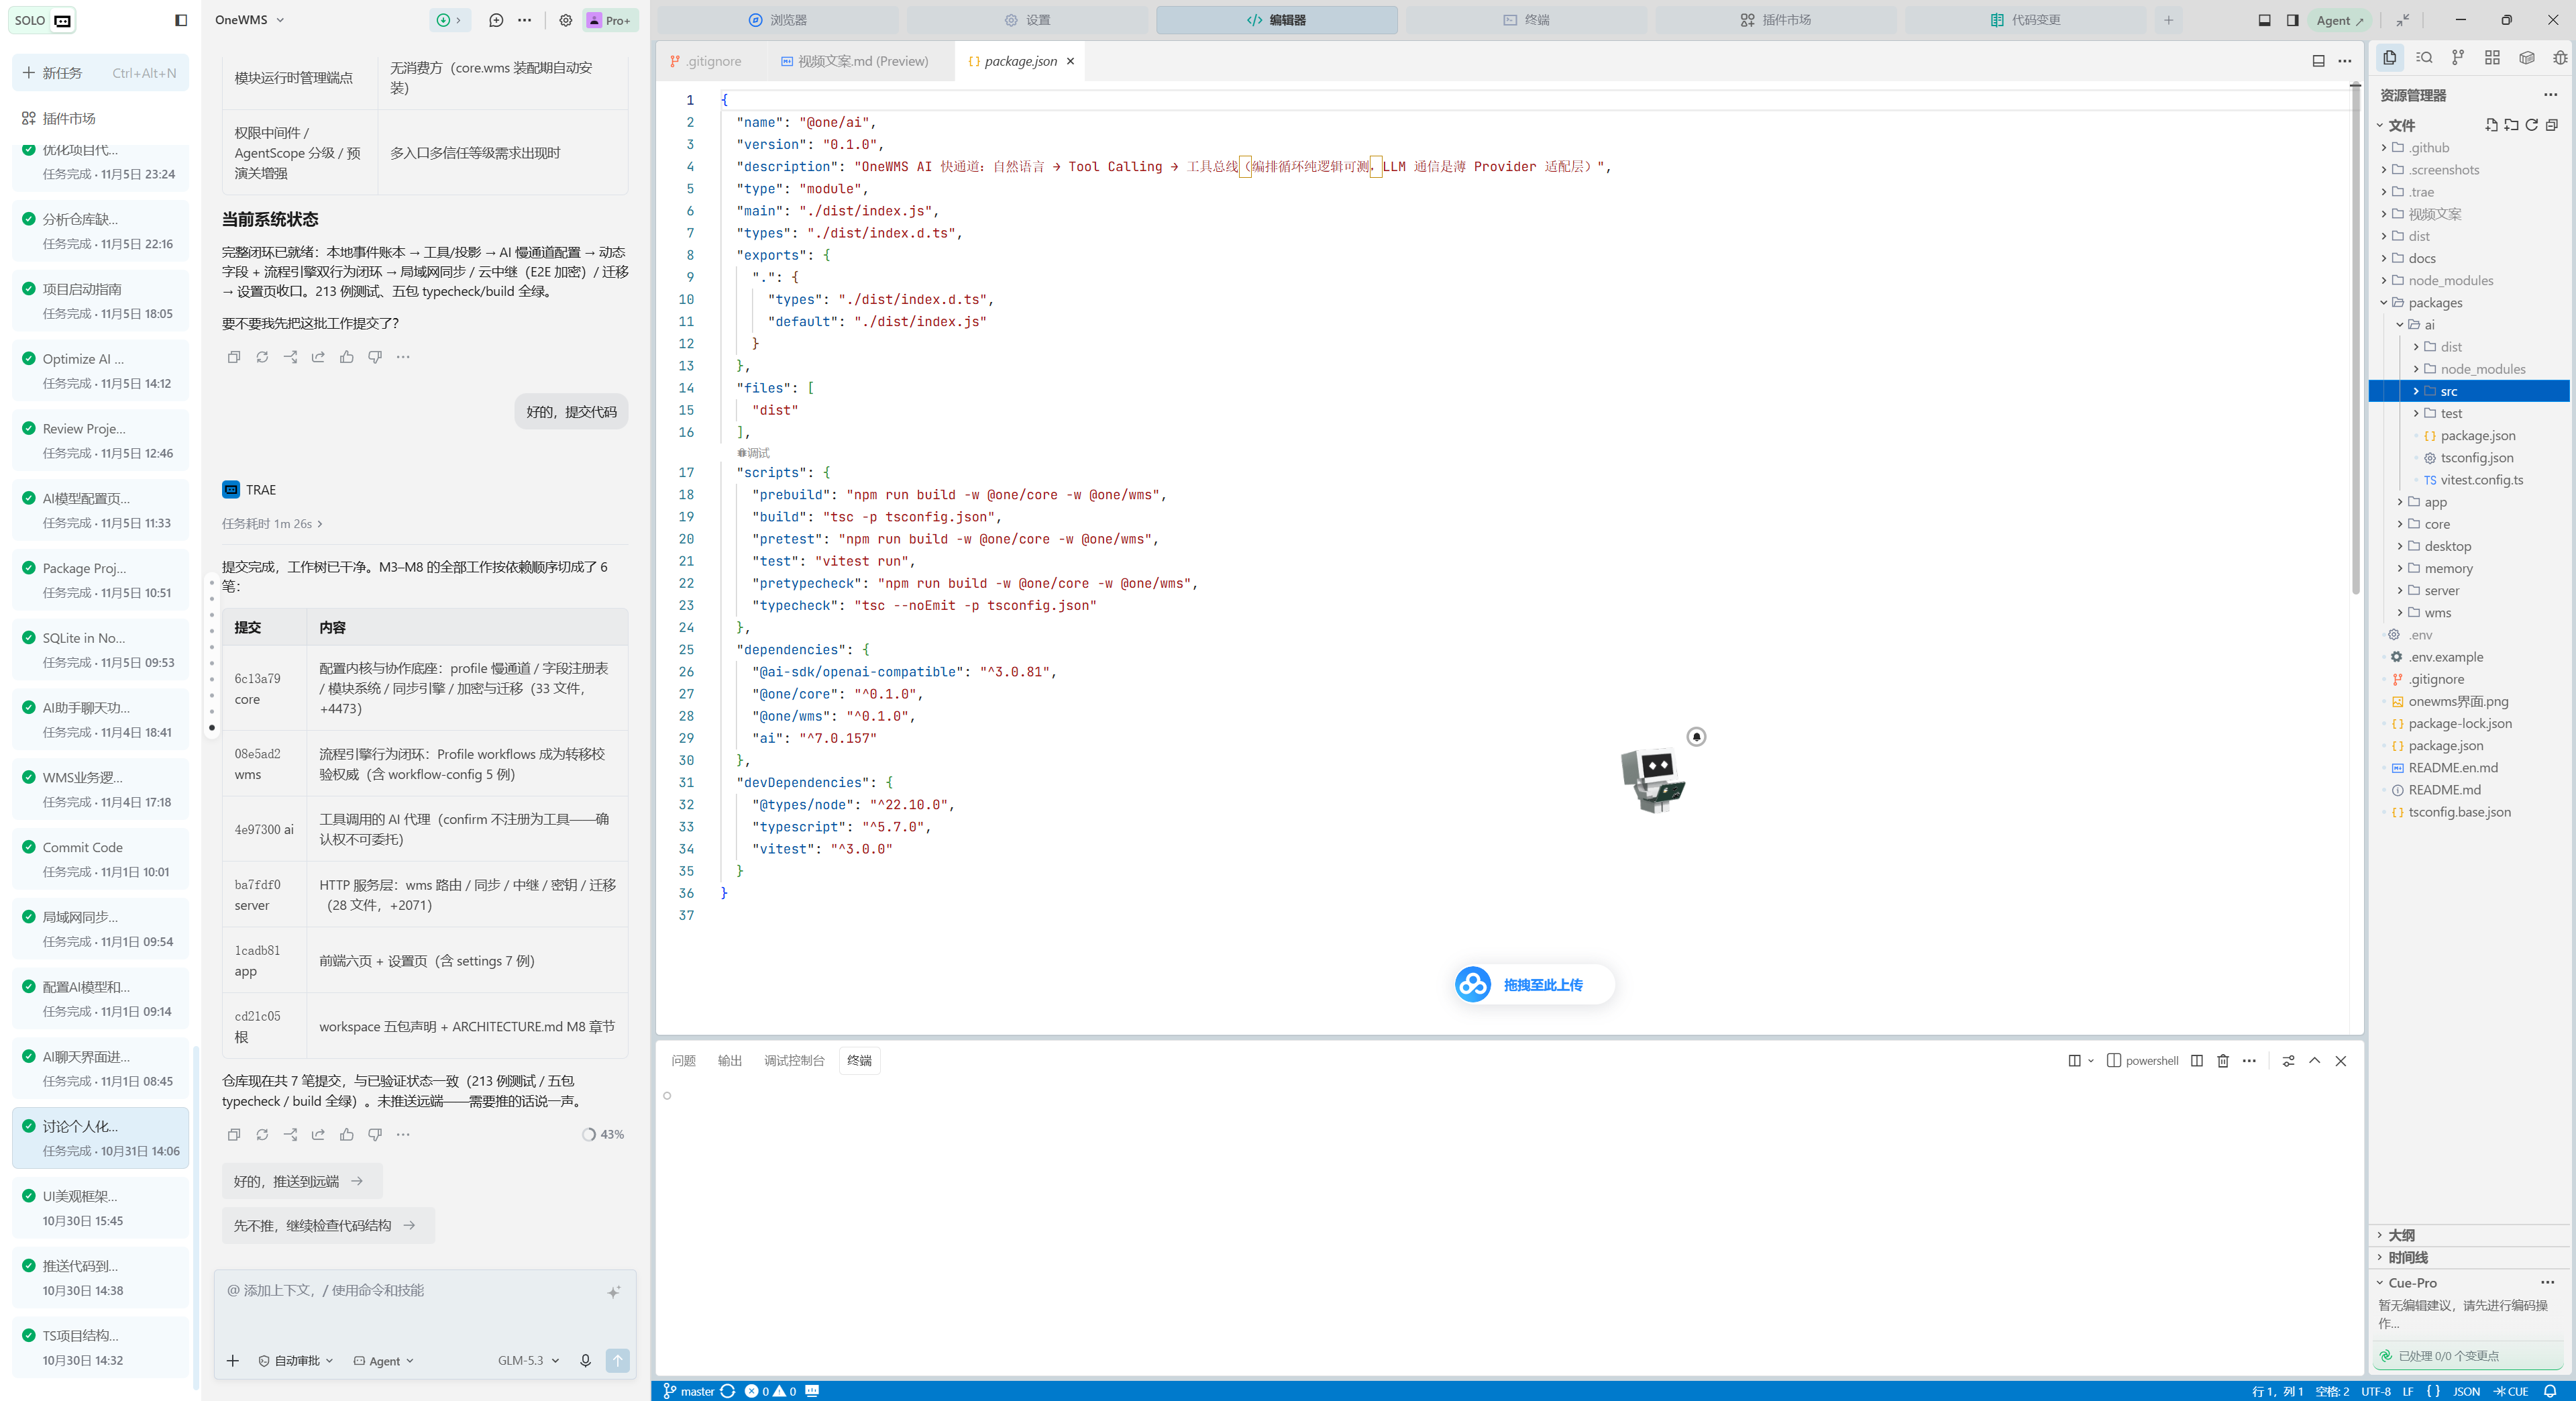 SOLO
新任务 Ctrl+Alt+N
插件市场
优化项目代...
任务完成 · 11月5日 23:24
分析仓库缺...
任务完成 · 11月5日 22:16
项目启动指南
任务完成 · 11月5日 18:05
Optimize AI ...
任务完成 · 11月5日 14:12
Review Proje...
任务完成 · 11月5日 12:46
AI模型配置页...
任务完成 · 11月5日 11:33
Package Proj...
任务完成 · 11月5日 10:51
SQLite in No...
任务完成 · 11月5日 09:53
AI助手聊天功...
任务完成 · 11月4日 18:41
WMS业务逻...
任务完成 · 11月4日 17:18
Commit Code
任务完成 · 11月1日 10:01
局域网同步...
任务完成 · 11月1日 09:54
配置AI模型和...
任务完成 · 11月1日 09:14
AI聊天界面进...
任务完成 · 11月1日 08:45
讨论个人化...
任务完成 · 10月31日 14:06
UI美观框架...
10月30日 15:45
推送代码到...
10月30日 14:38
TS项目结构...
10月30日 14:32
OneWMS
Pro+
模块运行时管理端点
无消费方（core.wms 装配期自动安
装）
权限中间件 /
AgentScope 分级 / 预
演关增强
多入口多信任等级需求出现时
当前系统状态
完整闭环已就绪：本地事件账本 → 工具/投影 → AI 慢通道配置 → 动态
字段 + 流程引擎双行为闭环 → 局域网同步 / 云中继（E2E 加密）/ 迁移
→ 设置页收口。213 例测试、五包 typecheck/build 全绿。
要不要我先把这批工作提交了？
好的，提交代码
TRAE
任务耗时 1m 26s
提交完成，工作树已干净。M3–M8 的全部工作按依赖顺序切成了 6
笔：
提交 内容
6c13a79
core
配置内核与协作底座：profile 慢通道 / 字段注册表
/ 模块系统 / 同步引擎 / 加密与迁移（33 文件，
+4473）
08e5ad2
wms
流程引擎行为闭环：Profile workflows 成为转移校
验权威（含 workflow-config 5 例）
4e97300 ai
工具调用的 AI 代理（confirm 不注册为工具——确
认权不可委托）
ba7fdf0
server
HTTP 服务层：wms 路由 / 同步 / 中继 / 密钥 / 迁移
（28 文件，+2071）
1cadb81
app
前端六页 + 设置页（含 settings 7 例）
cd21c05
根
workspace 五包声明 + ARCHITECTURE.md M8 章节
仓库现在共 7 笔提交，与已验证状态一致（213 例测试 / 五包
typecheck / build 全绿）。未推送远端——需要推的话说一声。
43%
好的，推送到远端
先不推，继续检查代码结构
@ 添加上下文，/ 使用命令和技能
自动审批 Agent GLM-5.3
浏览器 设置 编辑器 终端 插件市场 代码变更
Agent
.gitignore 视频文案.md (Preview) package.json
1 {
2 "name": "@one/ai",
3 "version": "0.1.0",
4 "description": "OneWMS AI 快通道：自然语言 → Tool Calling → 工具总线（编排循环纯逻辑可测，LLM 通信是薄 Provider 适配层）",
5 "type": "module",
6 "main": "./dist/index.js",
7 "types": "./dist/index.d.ts",
8 "exports": {
9 ".": {
10 "types": "./dist/index.d.ts",
11 "default": "./dist/index.js"
12 }
13 },
14 "files": [
15 "dist"
16 ],
调试
17 "scripts": {
18 "prebuild": "npm run build -w @one/core -w @one/wms",
19 "build": "tsc -p tsconfig.json",
20 "pretest": "npm run build -w @one/core -w @one/wms",
21 "test": "vitest run",
22 "pretypecheck": "npm run build -w @one/core -w @one/wms",
23 "typecheck": "tsc --noEmit -p tsconfig.json"
24 },
25 "dependencies": {
26 "@ai-sdk/openai-compatible": "^3.0.81",
27 "@one/core": "^0.1.0",
28 "@one/wms": "^0.1.0",
29 "ai": "^7.0.157"
30 },
31 "devDependencies": {
32 "@types/node": "^22.10.0",
33 "typescript": "^5.7.0",
34 "vitest": "^3.0.0"
35 }
36 }
37
拖拽至此上传
问题 输出 调试控制台 终端
powershell
资源管理器
文件
.github
.screenshots
.trae
视频文案
dist
docs
node_modules
packages
ai
dist
node_modules
src
test
package.json
tsconfig.json
TS vitest.config.ts
app
core
desktop
memory
server
wms
.env
.env.example
.gitignore
onewms界面.png
package-lock.json
package.json
README.en.md
README.md
tsconfig.base.json
大纲
时间线
Cue-Pro
暂无编辑建议，请先进行编码操
作...
已处理 0/0 个变更点
master 0 0
行 1，列 1 空格: 2 UTF-8 LF { } JSON CUE